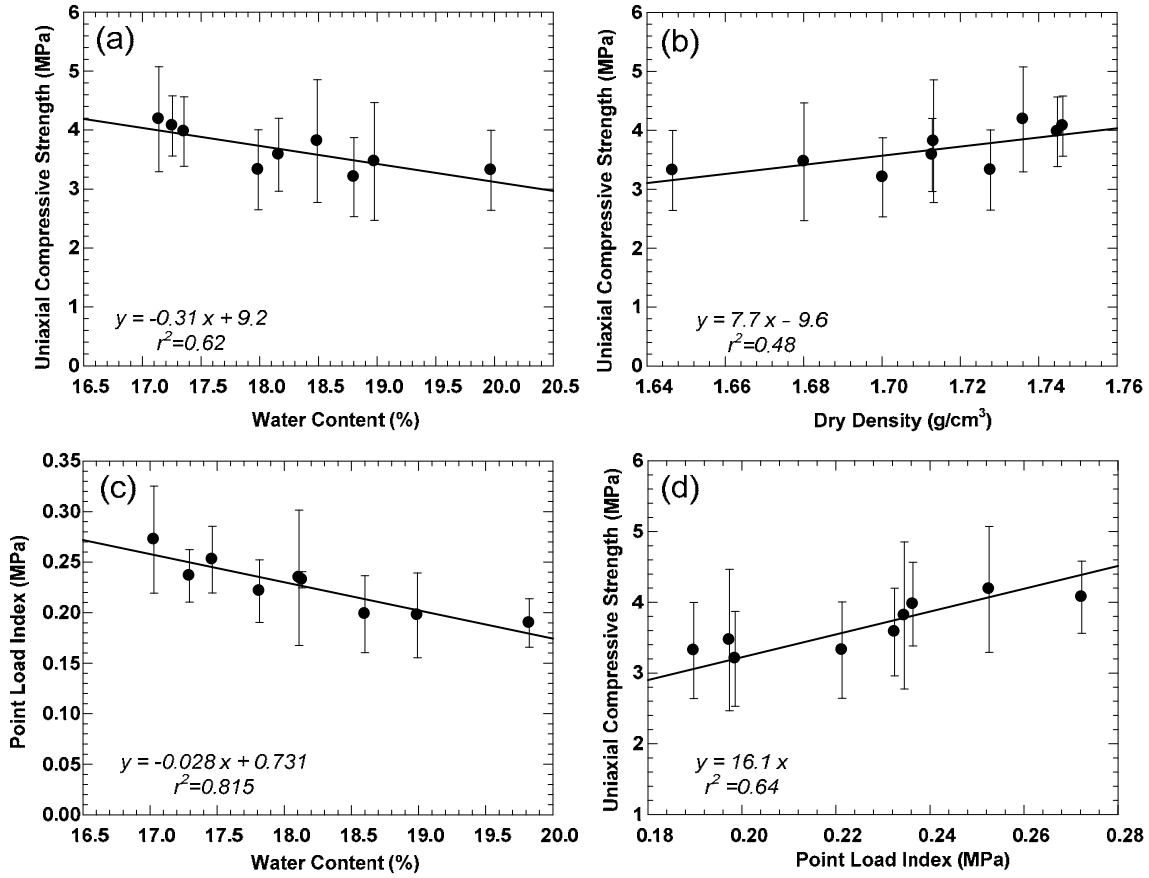 (a)
Uniaxial Compressive Strength (MPa)
6
5
4
3
2
1
0
y = -0.31 x + 9.2
r²=0.62
16.5 17.0 17.5 18.0 18.5 19.0 19.5 20.0 20.5
Water Content (%)
(b)
Uniaxial Compressive Strength (MPa)
6
5
4
3
2
1
0
y = 7.7 x – 9.6
r²=0.48
1.64 1.66 1.68 1.70 1.72 1.74 1.76
Dry Density (g/cm³)
(c)
Point Load Index (MPa)
0.35
0.30
0.25
0.20
0.15
0.10
0.05
0.00
y = -0.028 x + 0.731
r²=0.815
16.5 17.0 17.5 18.0 18.5 19.0 19.5 20.0
Water Content (%)
(d)
Uniaxial Compressive Strength (MPa)
6
5
4
3
2
1
y = 16.1 x
r² =0.64
0.18 0.20 0.22 0.24 0.26 0.28
Point Load Index (MPa)